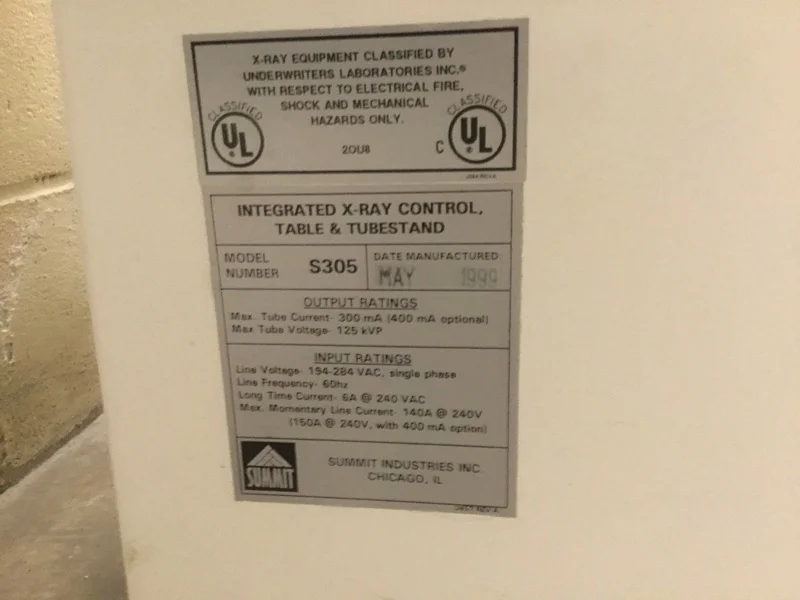 X-RAY EQUIPMENT CLASSIFIED BY
UNDERWRITERS LABORATORIES INC.®
WITH RESPECT TO ELECTRICAL FIRE,
SHOCK AND MECHANICAL
HAZARDS ONLY.
CLASSIFIED
UL
20U8
CLASSIFIED
C UL
INTEGRATED X-RAY CONTROL,
TABLE & TUBESTAND
MODEL
NUMBER
S305
DATE MANUFACTURED
MAY 1999
OUTPUT RATINGS
Max. Tube Current- 300 mA (400 mA optional)
Max Tube Voltage- 125 kVP
INPUT RATINGS
Line Voltage- 194-284 VAC, single phase
Line Frequency- 60hz
Long Time Current- 6A @ 240 VAC
Max. Momentary Line Current- 140A @ 240V
(150A @ 240V, with 400 mA option)
SUMMIT
SUMMIT INDUSTRIES INC.
CHICAGO, IL